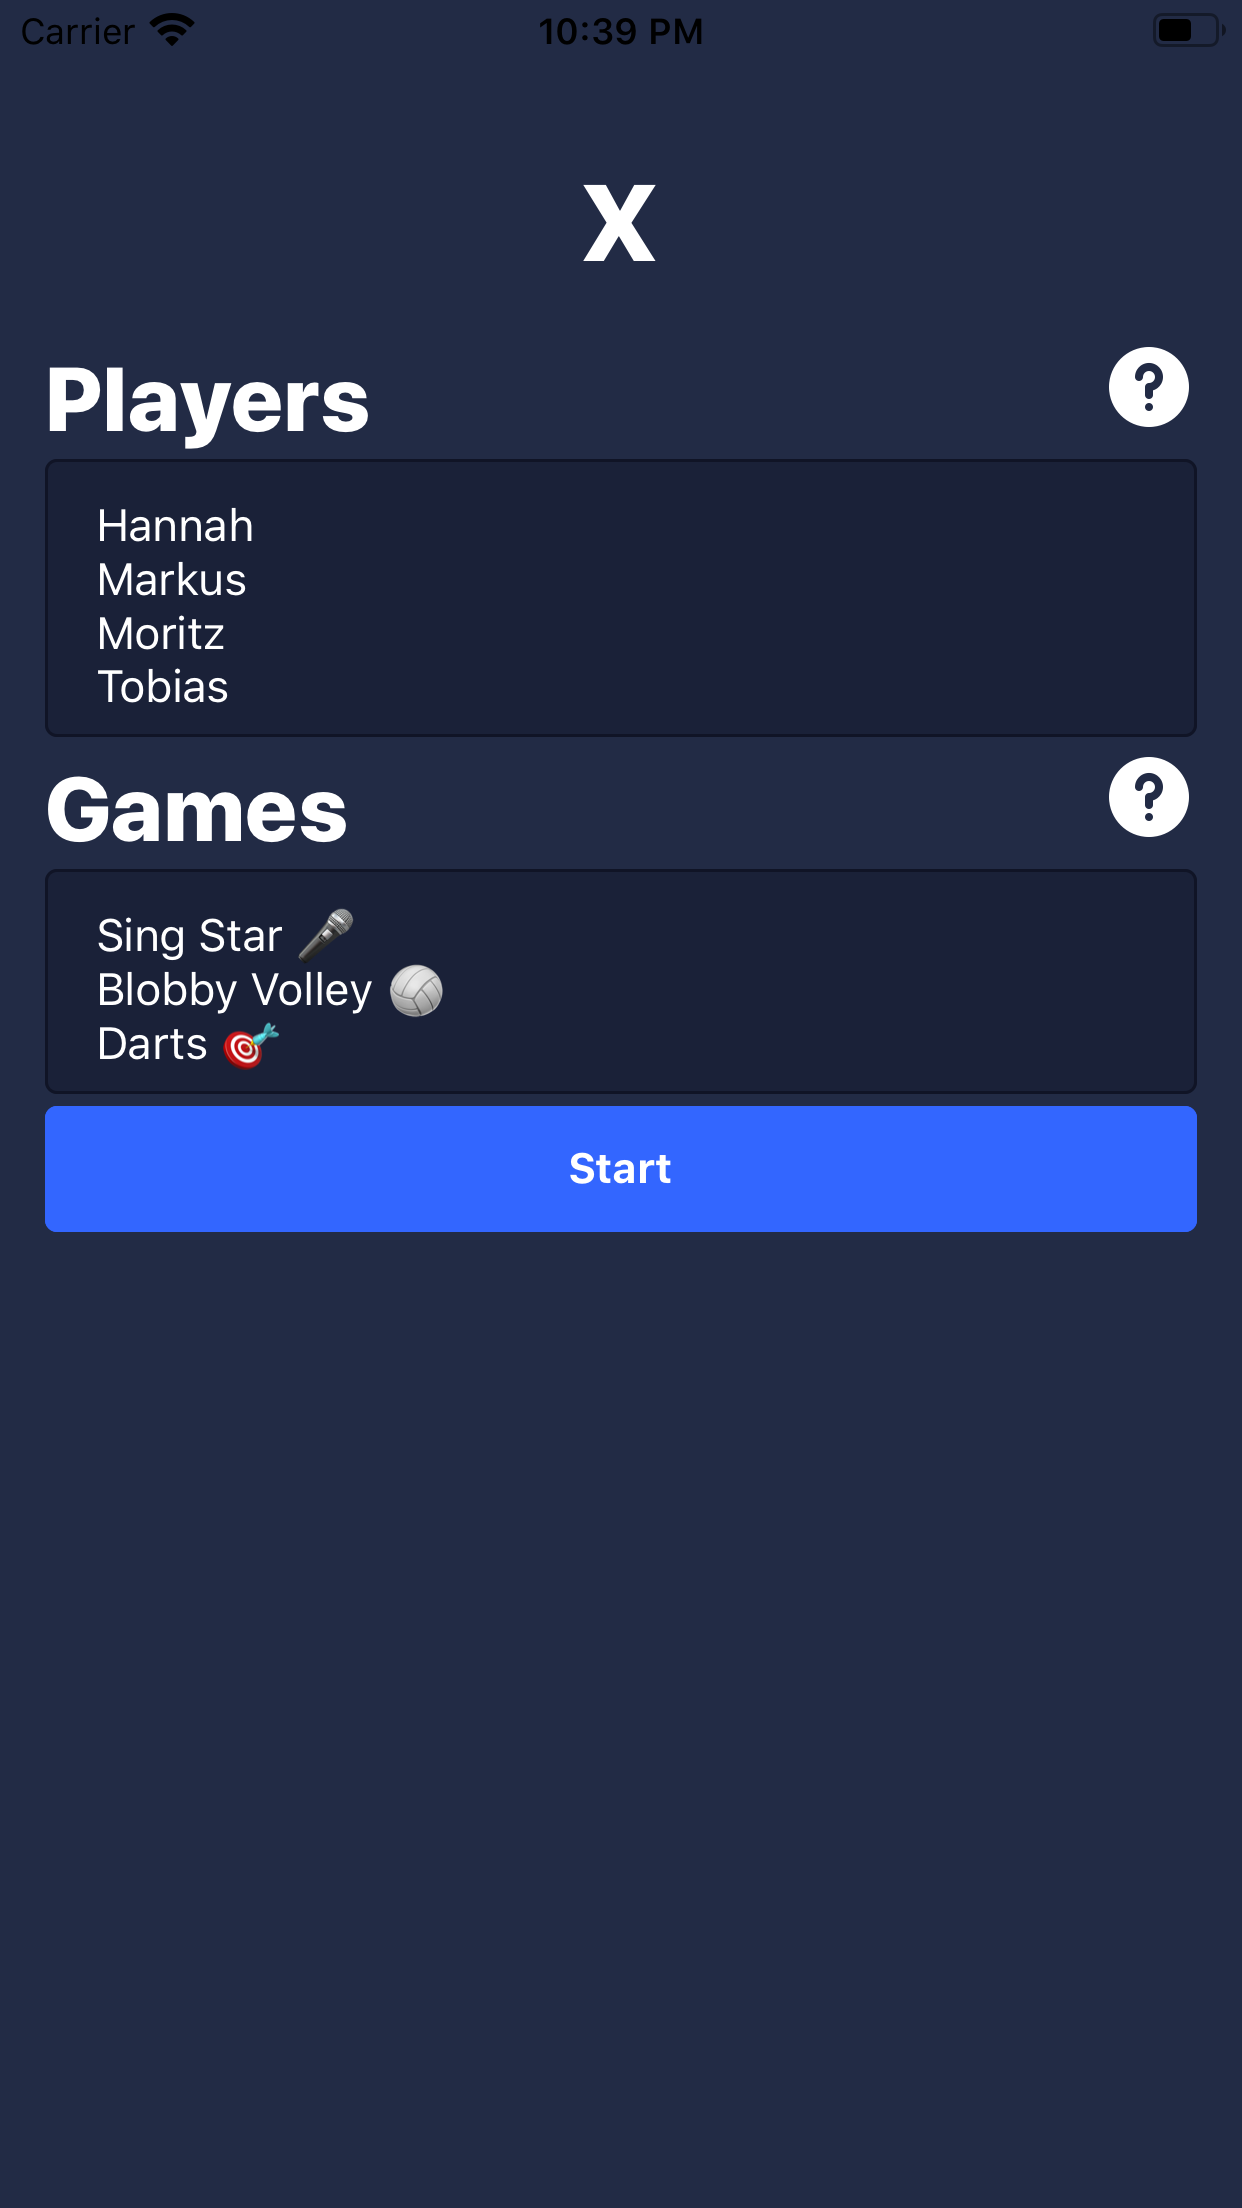 Carrier 10:39 PM
X
Players
Hannah
Markus
Moritz
Tobias
Games
Sing Star 🎤
Blobby Volley 🏐
Darts 🎯
Start